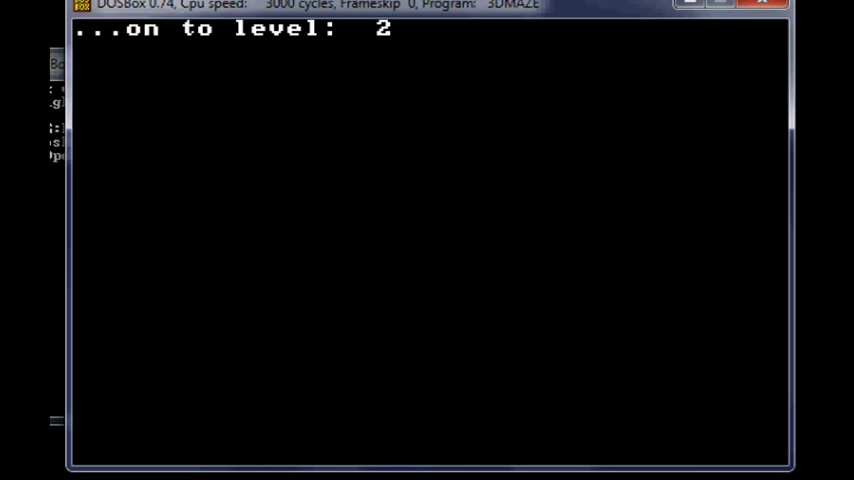 DOSBox 0.74, Cpu speed: 3000 cycles, Frameskip 0, Program: 3DMAZE
...on to level: 2